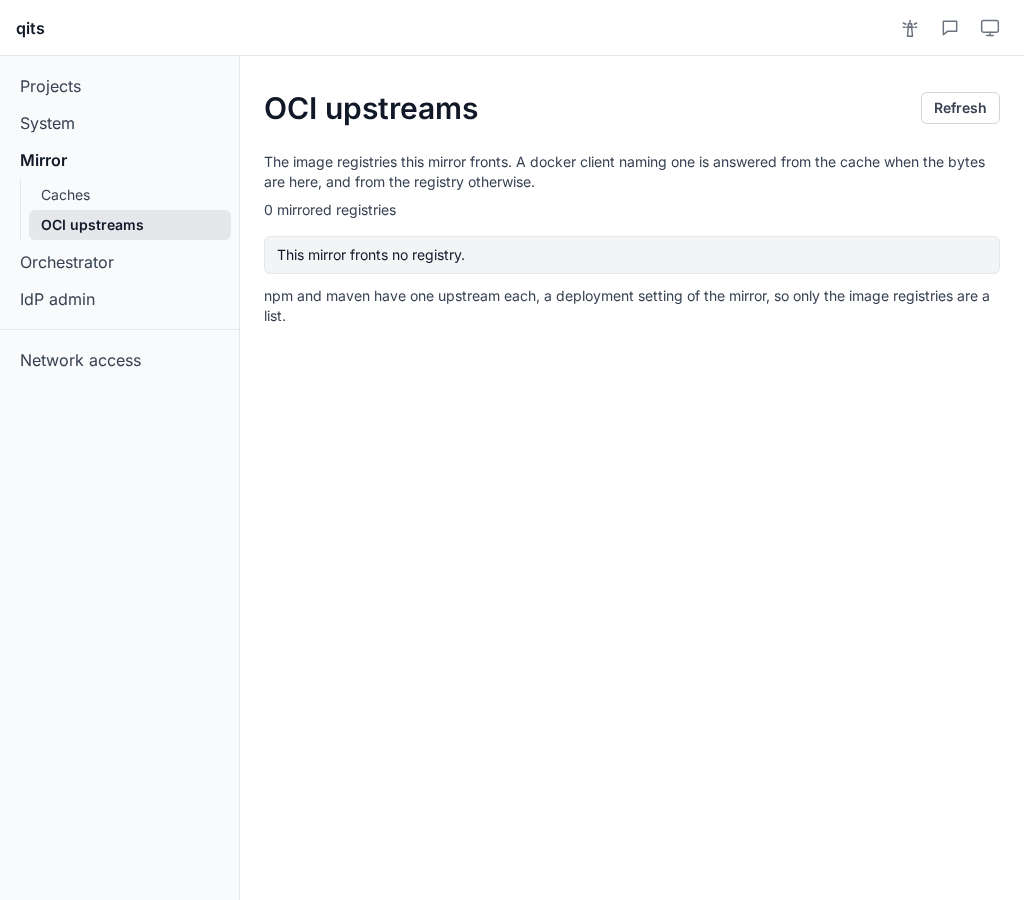 qits
Projects
System
Mirror
Caches
OCI upstreams
Orchestrator
IdP admin
Network access
OCI upstreams
Refresh
The image registries this mirror fronts. A docker client naming one is answered from the cache when the bytes
are here, and from the registry otherwise.
0 mirrored registries
This mirror fronts no registry.
npm and maven have one upstream each, a deployment setting of the mirror, so only the image registries are a
list.